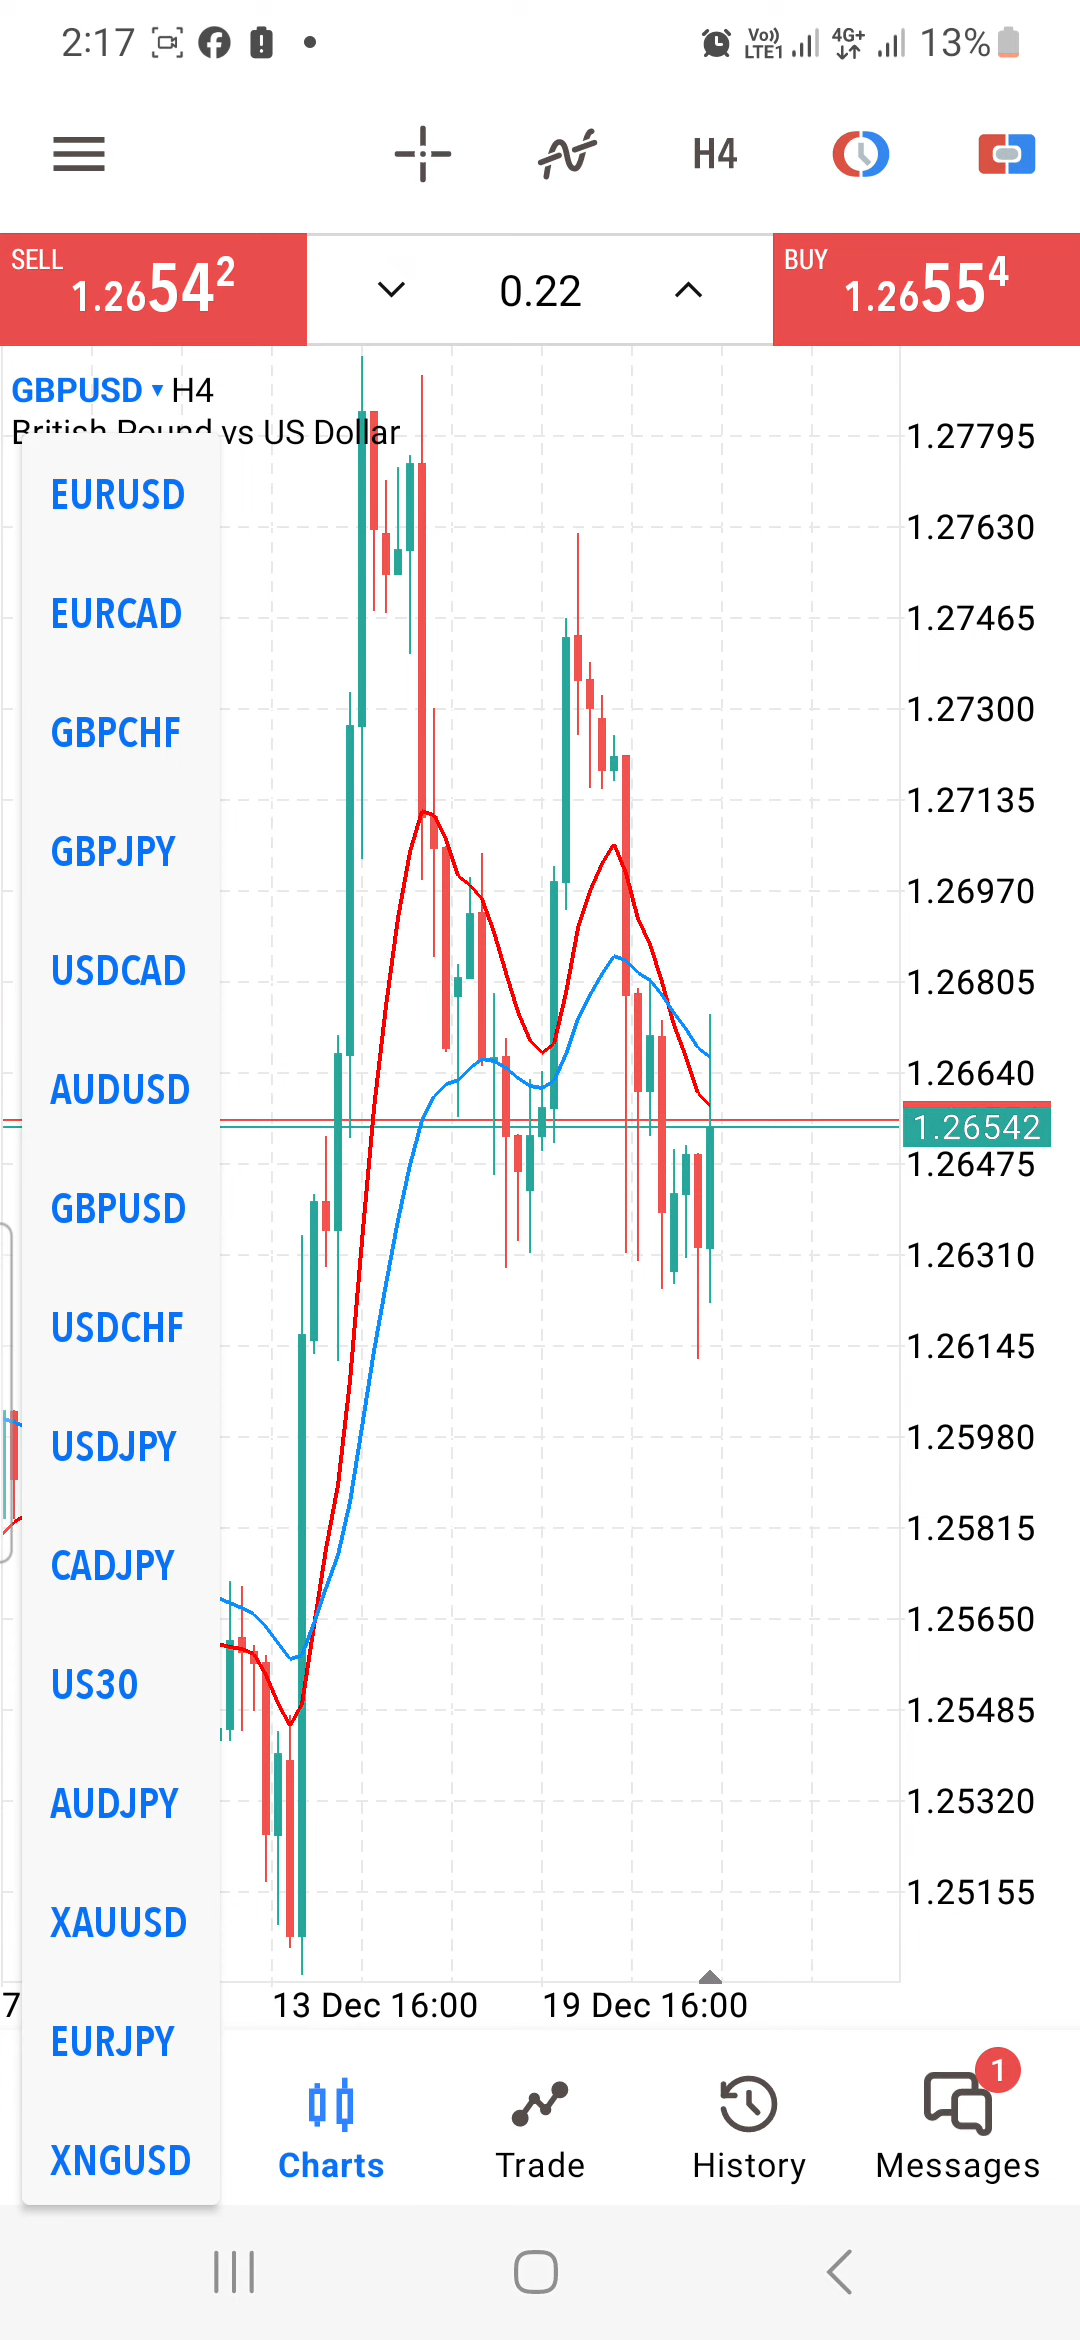 2:17 Vo)) LTE1 4G+ 13%
H4
SELL 1.26542 0.22 BUY 1.26554
GBPUSD H4
British Pound vs US Dollar
EURUSD
EURCAD
GBPCHF
GBPJPY
USDCAD
AUDUSD
GBPUSD
USDCHF
USDJPY
CADJPY
US30
AUDJPY
XAUUSD
EURJPY
XNGUSD
1.27795
1.27630
1.27465
1.27300
1.27135
1.26970
1.26805
1.26640
1.26542
1.26475
1.26310
1.26145
1.25980
1.25815
1.25650
1.25485
1.25320
1.25155
7 13 Dec 16:00 19 Dec 16:00
1
Charts Trade History Messages